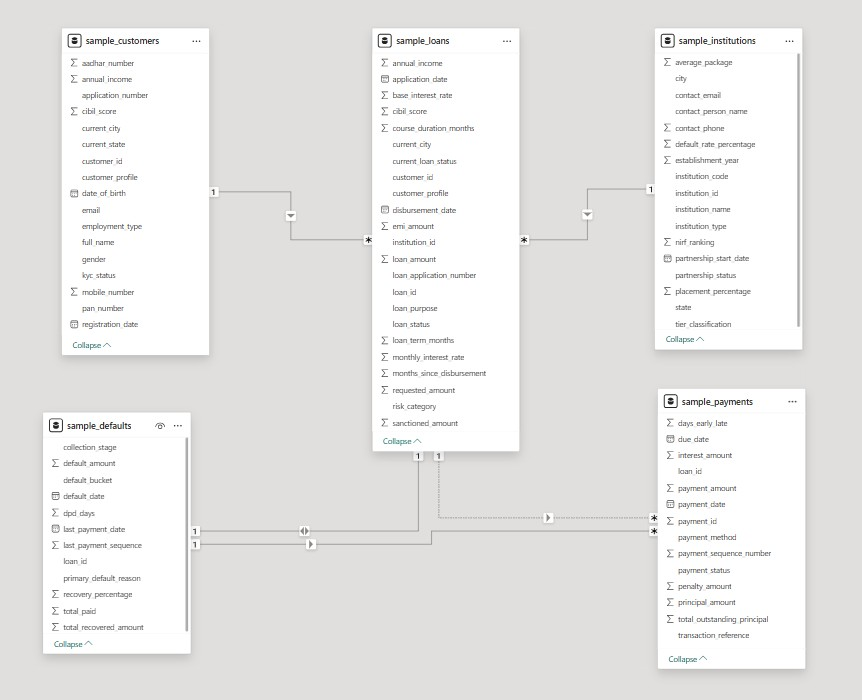 sample_customers
aadhar_number
annual_income
application_number
cibil_score
current_city
current_state
customer_id
customer_profile
date_of_birth
email
employment_type
full_name
gender
kyc_status
mobile_number
pan_number
registration_date
Collapse
sample_loans
annual_income
application_date
base_interest_rate
cibil_score
course_duration_months
current_city
current_loan_status
customer_id
customer_profile
disbursement_date
emi_amount
institution_id
loan_amount
loan_application_number
loan_id
loan_purpose
loan_status
loan_term_months
monthly_interest_rate
months_since_disbursement
requested_amount
risk_category
sanctioned_amount
Collapse
sample_institutions
average_package
city
contact_email
contact_person_name
contact_phone
default_rate_percentage
establishment_year
institution_code
institution_id
institution_name
institution_type
nirf_ranking
partnership_start_date
partnership_status
placement_percentage
state
tier_classification
Collapse
1
*
*
1
sample_defaults
collection_stage
default_amount
default_bucket
default_date
dpd_days
last_payment_date
last_payment_sequence
loan_id
primary_default_reason
recovery_percentage
total_paid
total_recovered_amount
Collapse
1
1
1
1
*
*
sample_payments
days_early_late
due_date
interest_amount
loan_id
payment_amount
payment_date
payment_id
payment_method
payment_sequence_number
payment_status
penalty_amount
principal_amount
total_outstanding_principal
transaction_reference
Collapse